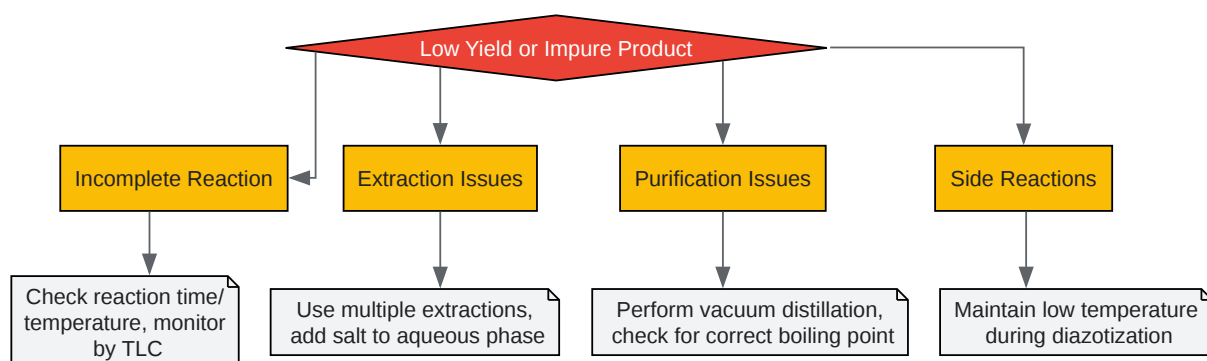 Low Yield or Impure Product
Incomplete Reaction
Extraction Issues
Purification Issues
Side Reactions
Check reaction time/
temperature, monitor
by TLC
Use multiple extractions,
add salt to aqueous phase
Perform vacuum distillation,
check for correct boiling point
Maintain low temperature
during diazotization